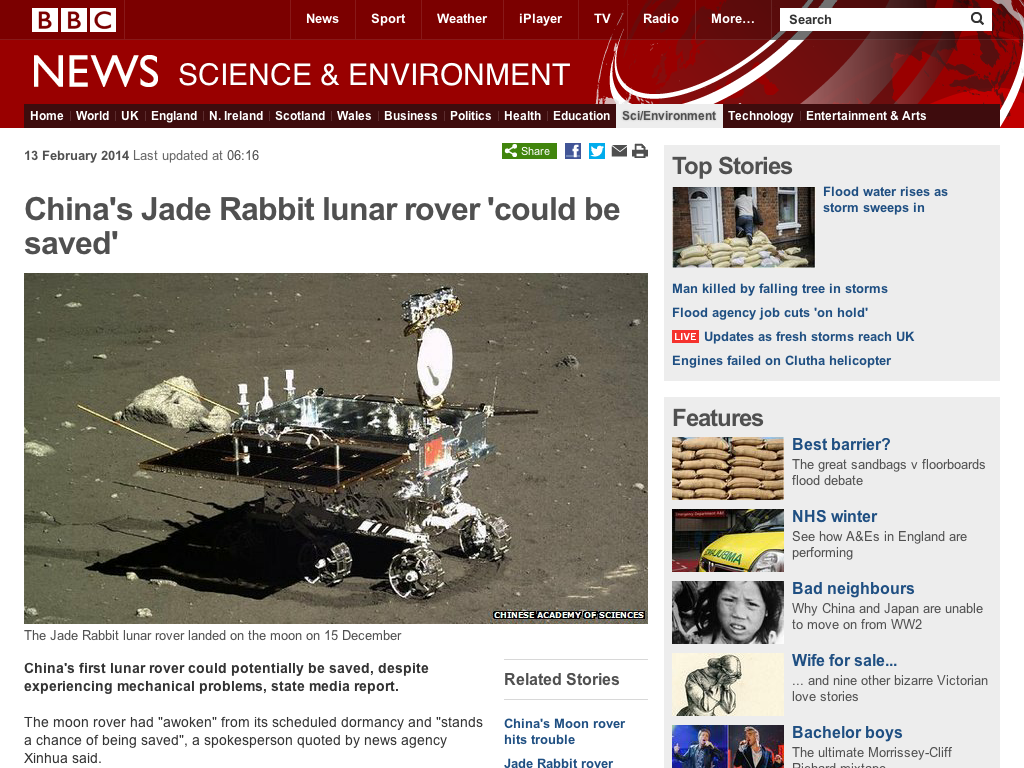 BBC
News Sport Weather iPlayer TV Radio More… Search
NEWS SCIENCE & ENVIRONMENT
Home World UK England N. Ireland Scotland Wales Business Politics Health Education Sci/Environment Technology Entertainment & Arts
13 February 2014 Last updated at 06:16
Share
China's Jade Rabbit lunar rover 'could be
saved'
CHINESE ACADEMY OF SCIENCES
The Jade Rabbit lunar rover landed on the moon on 15 December
China's first lunar rover could potentially be saved, despite
experiencing mechanical problems, state media report.
The moon rover had "awoken" from its scheduled dormancy and "stands
a chance of being saved", a spokesperson quoted by news agency
Xinhua said.
Related Stories
China's Moon rover
hits trouble
Jade Rabbit rover
Top Stories
Flood water rises as
storm sweeps in
Man killed by falling tree in storms
Flood agency job cuts 'on hold'
LIVE Updates as fresh storms reach UK
Engines failed on Clutha helicopter
Features
Best barrier?
The great sandbags v floorboards
flood debate
NHS winter
See how A&Es in England are
performing
AMBULANCE
Bad neighbours
Why China and Japan are unable
to move on from WW2
Wife for sale...
... and nine other bizarre Victorian
love stories
Bachelor boys
The ultimate Morrissey-Cliff
Richard mixtape